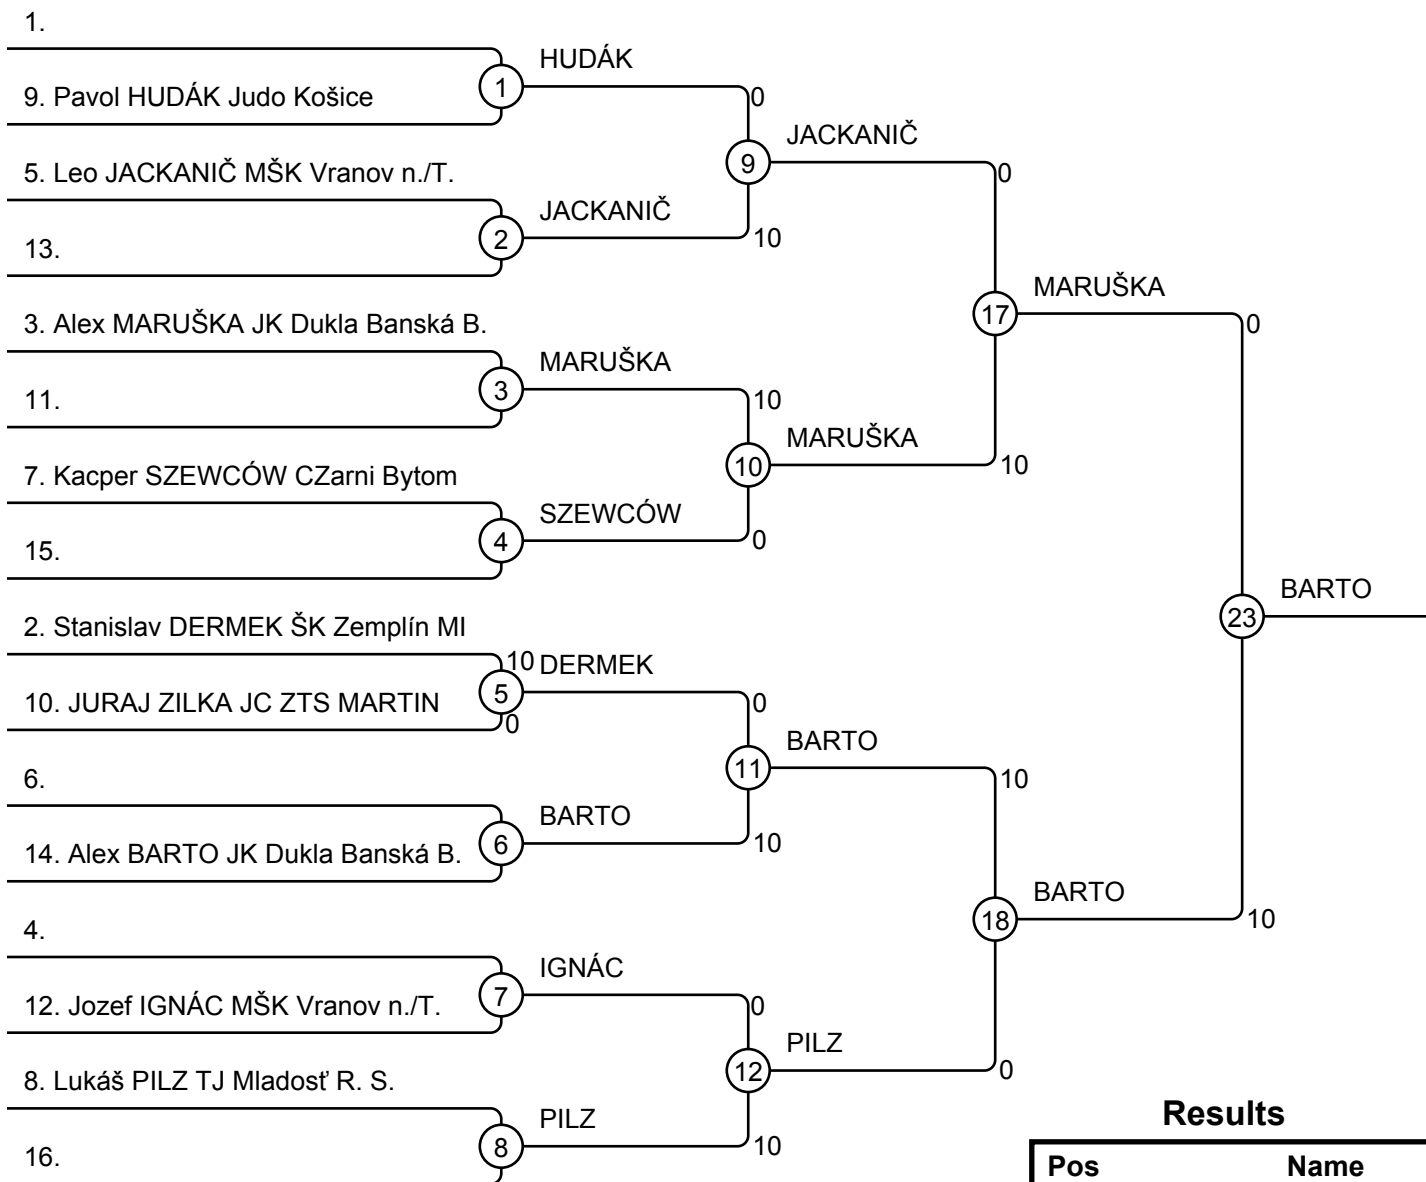 1.
HUDÁK
1
9. Pavol HUDÁK Judo Košice
0
JACKANIČ
9
5. Leo JACKANIČ MŠK Vranov n./T.
0
JACKANIČ
2
10
13.
MARUŠKA
17
3. Alex MARUŠKA JK Dukla Banská B.
0
MARUŠKA
3
11.
10
MARUŠKA
10
10
7. Kacper SZEWCÓW CZarni Bytom
SZEWCÓW
4
0
15.
BARTO
23
2. Stanislav DERMEK ŠK Zemplín MI
10
DERMEK
5
10. JURAJ ZILKA JC ZTS MARTIN
0
0
BARTO
11
6.
10
BARTO
6
10
14. Alex BARTO JK Dukla Banská B.
BARTO
18
10
4.
IGNÁC
7
12. Jozef IGNÁC MŠK Vranov n./T.
0
PILZ
12
0
8. Lukáš PILZ TJ Mladosť R. S.
PILZ
8
10
16.
Results
Pos Name